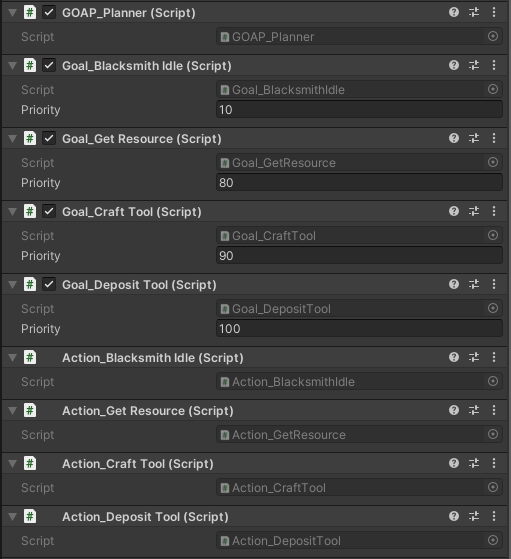 GOAP_Planner (Script)
Script GOAP_Planner
Goal_Blacksmith Idle (Script)
Script Goal_BlacksmithIdle
Priority 10
Goal_Get Resource (Script)
Script Goal_GetResource
Priority 80
Goal_Craft Tool (Script)
Script Goal_CraftTool
Priority 90
Goal_Deposit Tool (Script)
Script Goal_DepositTool
Priority 100
Action_Blacksmith Idle (Script)
Script Action_BlacksmithIdle
Action_Get Resource (Script)
Script Action_GetResource
Action_Craft Tool (Script)
Script Action_CraftTool
Action_Deposit Tool (Script)
Script Action_DepositTool